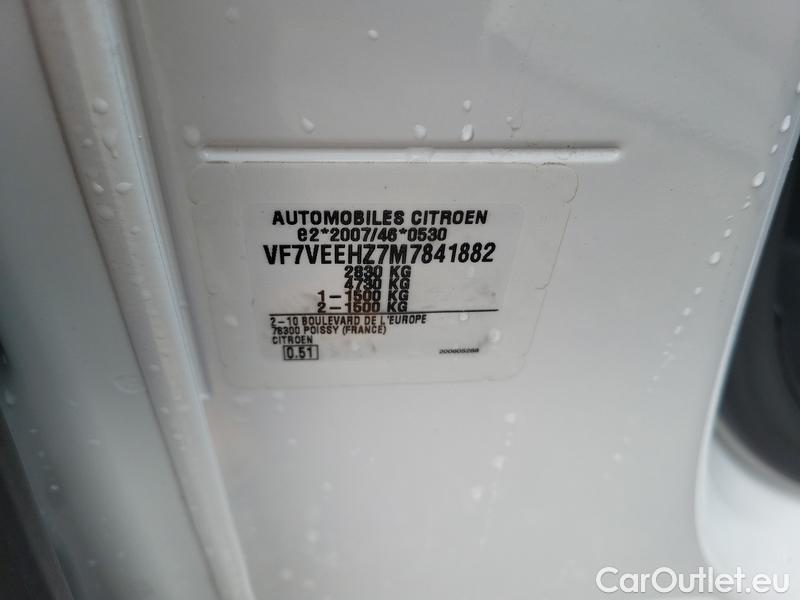 AUTOMOBILES CITROEN
e2*2007/46*0530
VF7VEEHZ7M7841882
2830 KG
4730 KG
1-1500 KG
2-1500 KG
2-10 BOULEVARD DE L'EUROPE
78300 POISSY (FRANCE)
CITROEN
0.51
200605288
CarOutlet.eu